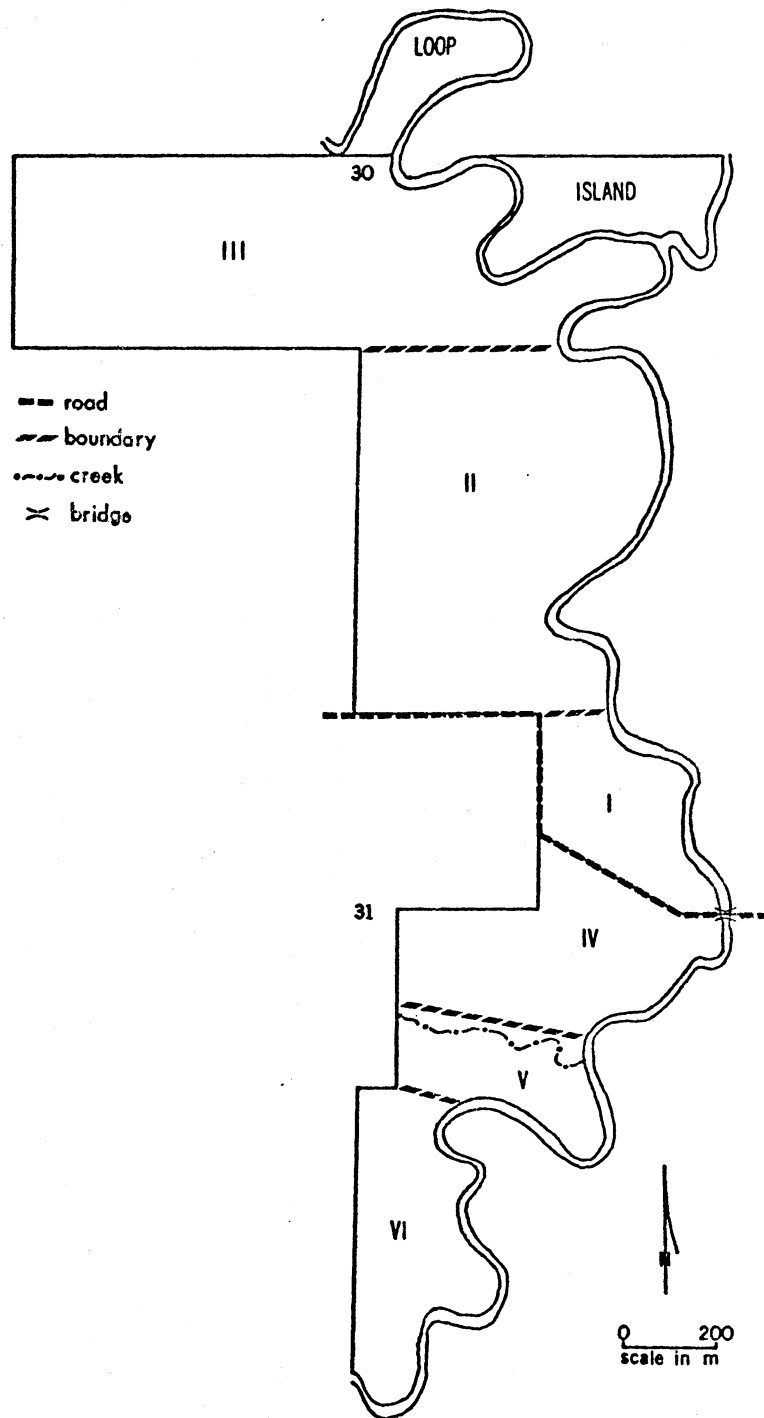 LOOP
30
ISLAND
III
road
boundary
creek
bridge
II
I
31
IV
V
VI
N
0 200
scale in m